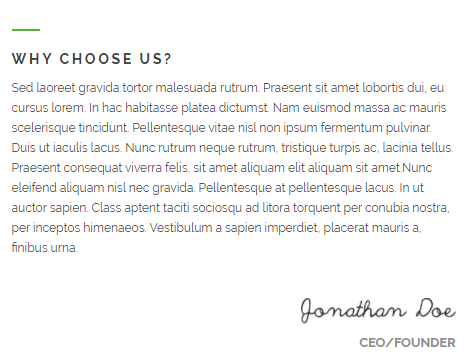 WHY CHOOSE US?
Sed laoreet gravida tortor malesuada rutrum. Praesent sit amet lobortis dui, eu
cursus lorem. In hac habitasse platea dictumst. Nam euismod massa ac mauris
scelerisque tincidunt. Pellentesque vitae nisl non ipsum fermentum pulvinar.
Duis ut iaculis lacus. Nunc rutrum neque rutrum, tristique turpis ac, lacinia tellus.
Praesent consequat viverra felis, sit amet aliquam elit aliquam sit amet.Nunc
eleifend aliquam nisl nec gravida. Pellentesque at pellentesque lacus. In ut
auctor sapien. Class aptent taciti sociosqu ad litora torquent per conubia nostra,
per inceptos himenaeos. Vestibulum a sapien imperdiet, placerat mauris a,
finibus urna.
Jonathan Doe
CEO/FOUNDER